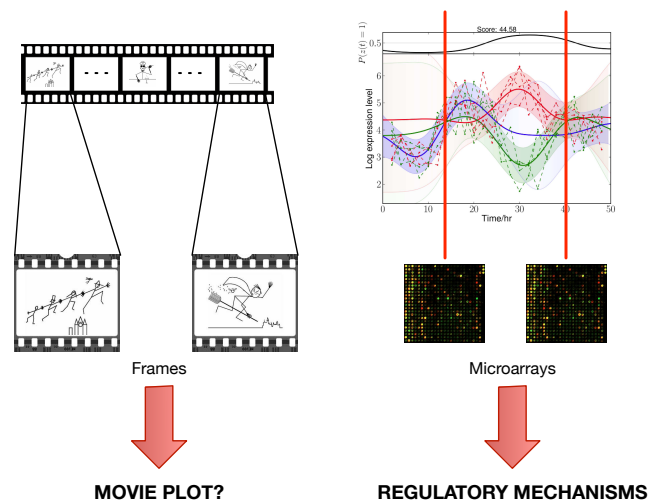 Score: 44.58
P(z(t) = 1)
0.5
6
5
4
3
2
Log expression level
0 10 20 30 40 50
Time/hr
Frames
Microarrays
MOVIE PLOT?
REGULATORY MECHANISMS